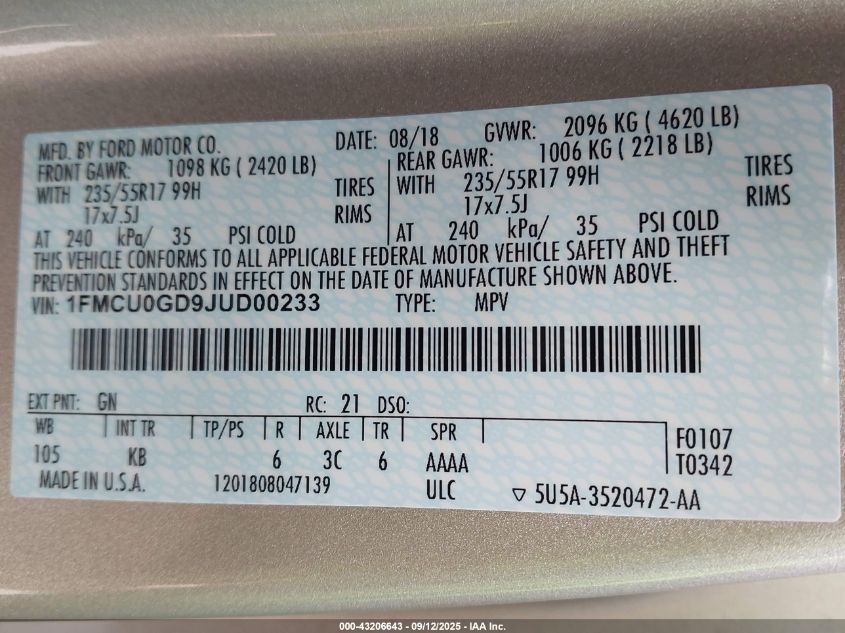 MFD. BY FORD MOTOR CO. DATE: 08/18 GVWR: 2096 KG ( 4620 LB)
FRONT GAWR: 1098 KG ( 2420 LB) REAR GAWR: 1006 KG ( 2218 LB)
WITH 235/55R17 99H TIRES WITH 235/55R17 99H TIRES
17x7.5J RIMS 17x7.5J RIMS
AT 240 kPa/ 35 PSI COLD AT 240 kPa/ 35 PSI COLD
THIS VEHICLE CONFORMS TO ALL APPLICABLE FEDERAL MOTOR VEHICLE SAFETY AND THEFT
PREVENTION STANDARDS IN EFFECT ON THE DATE OF MANUFACTURE SHOWN ABOVE.
VIN: 1FMCU0GD9JUD00233 TYPE: MPV
EXT PNT: GN RC: 21 DSO:
WB INT TR TP/PS R AXLE TR SPR F0107
105 KB 6 3C 6 AAAA T0342
MADE IN U.S.A. 1201808047139 ULC ▽ 5U5A-3520472-AA
000-43206643 - 09/12/2025 - IAA Inc.